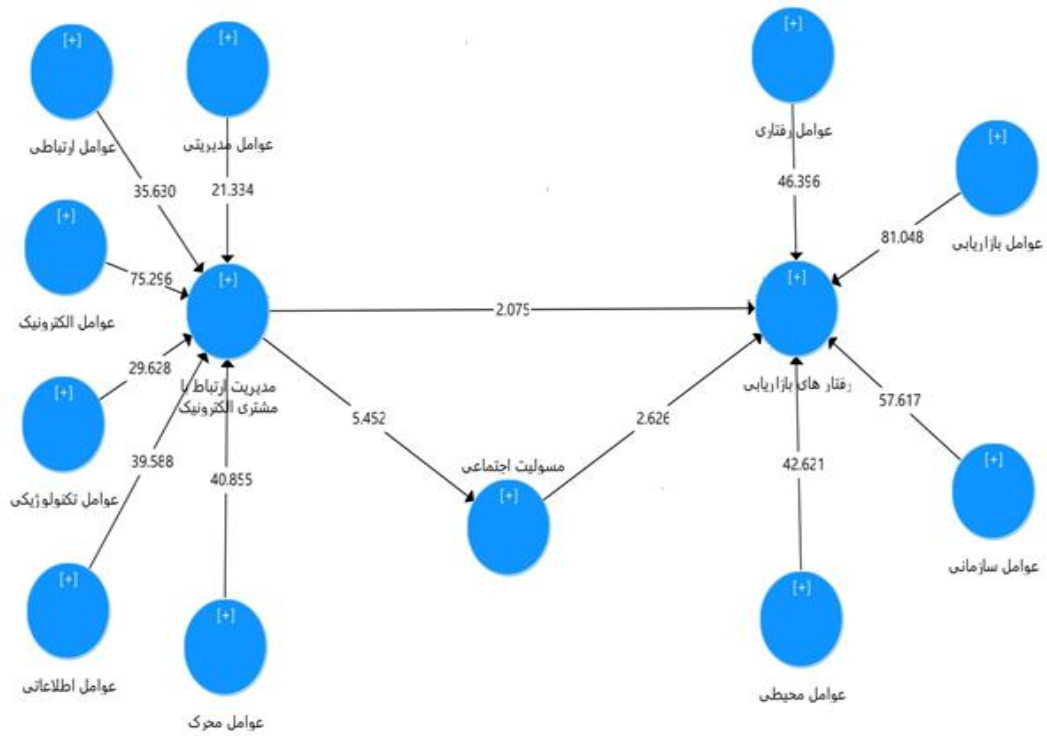 [+]
[+]
[+]
عوامل ارتباطی
عوامل مدیریتی
عوامل رفتاری
[+]
35.630
21.334
46.396
[+]
عوامل بازاریابی
81.048
75.296
[+]
[+]
عوامل الکترونیک
2.075
29.628
مدیریت ارتباط با
مشتری الکترونیک
رفتار های بازاریابی
[+]
5.452
2.626
57.617
39.588
40.855
42.621
مسولیت اجتماعی
[+]
[+]
عوامل تکنولوژیکی
عوامل سازمانی
[+]
[+]
[+]
عوامل اطلاعاتی
عوامل محیطی
عوامل محرک